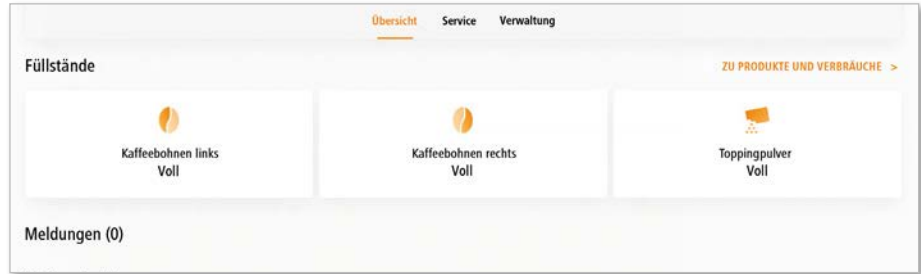 Übersicht Service Verwaltung
Füllstände ZU PRODUKTE UND VERBRÄUCHE >
Kaffeebohnen links Kaffeebohnen rechts Toppingpulver
Voll Voll Voll
Meldungen (0)